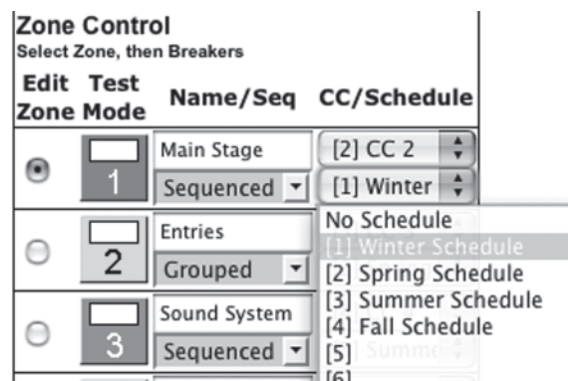 Zone Control
Select Zone, then Breakers
Edit Zone Test Mode Name/Seq CC/Schedule
1 Main Stage [2] CC 2
Sequenced [1] Winter
No Schedule
[1] Winter Schedule
2 Entries [2] Spring Schedule
Grouped [3] Summer Schedule
3 Sound System [4] Fall Schedule
Sequenced [5]
[6]